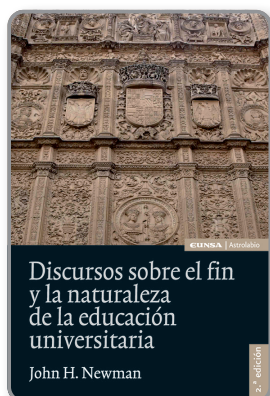 EUNSA | Astrolabio
Discursos sobre el fin
y la naturaleza
de la educación
universitaria
John H. Newman
2.ª edición